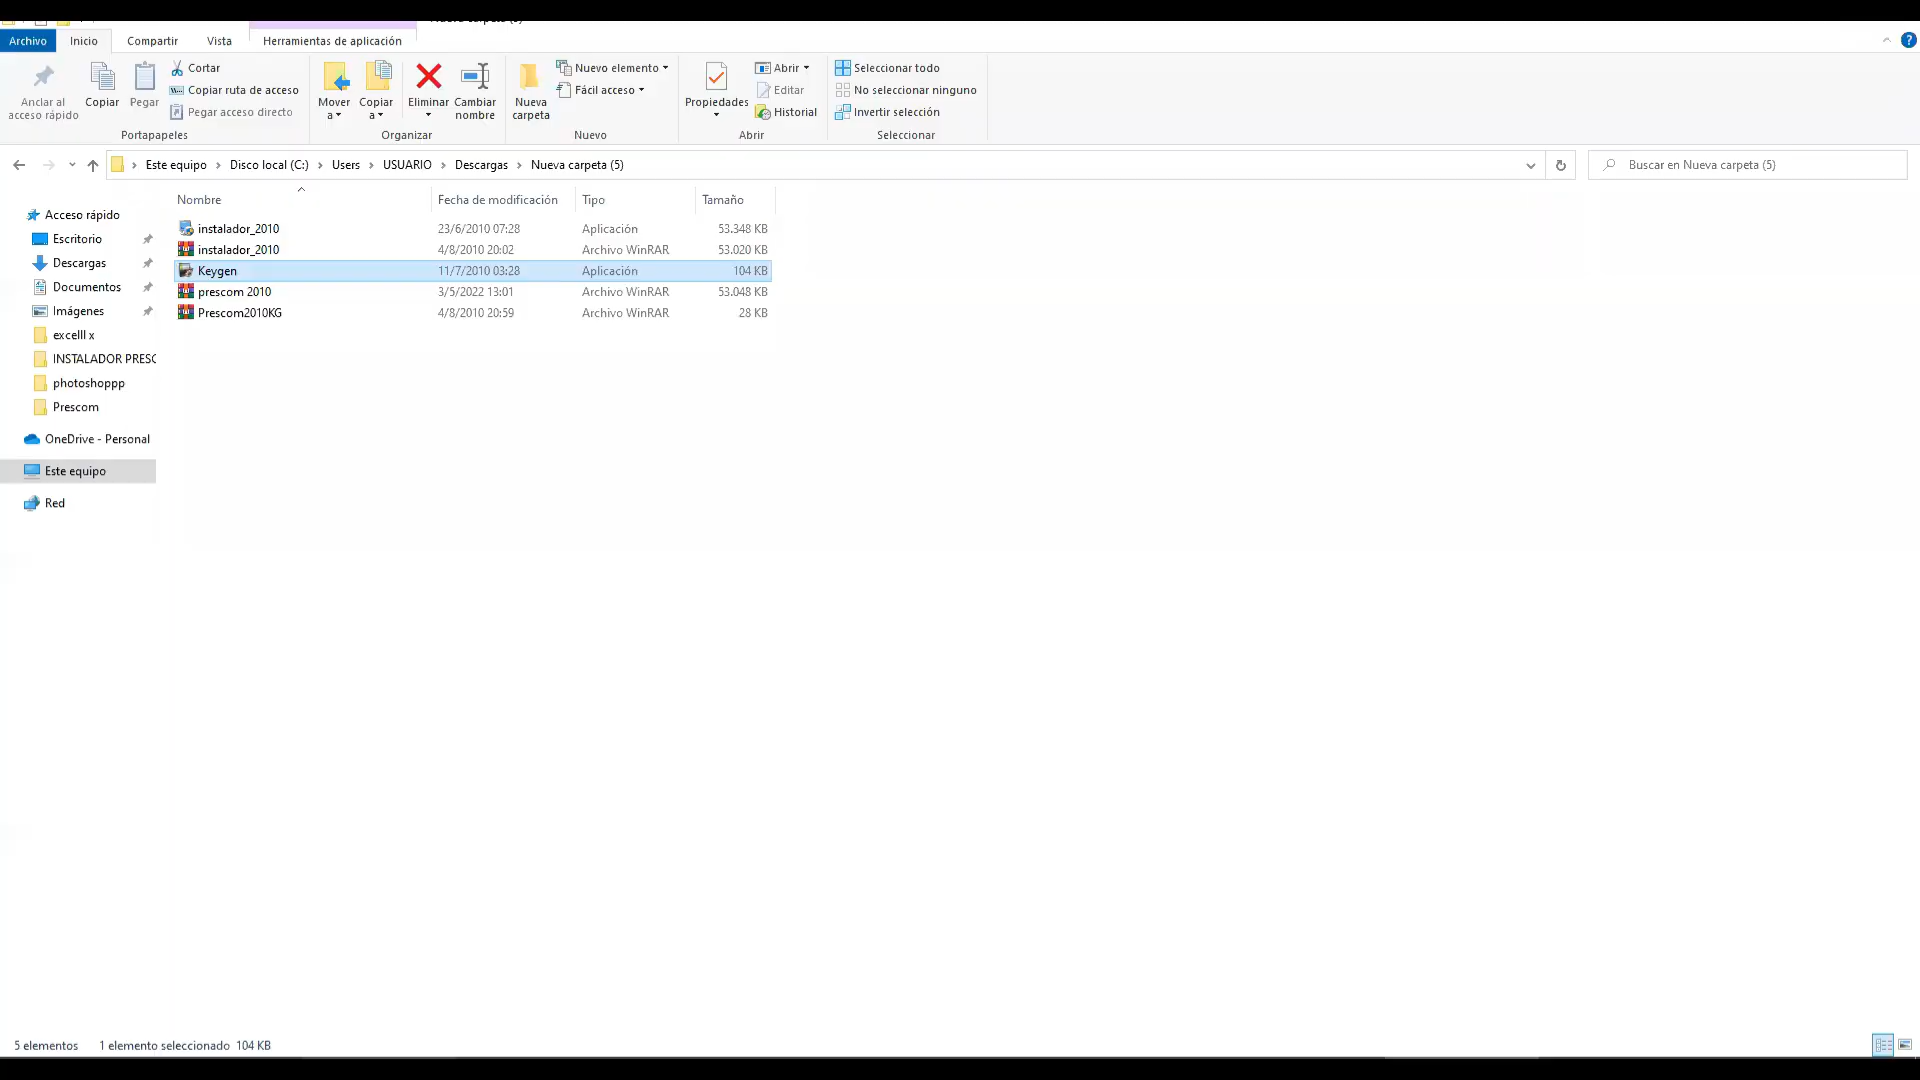 Archivo Inicio Compartir Vista Herramientas de aplicación
Anclar al acceso rápido
Copiar
Pegar
Cortar
Copiar ruta de acceso
Pegar acceso directo
Portapapeles
Mover a
Copiar a
Eliminar
Cambiar nombre
Organizar
Nueva carpeta
Nuevo elemento
Fácil acceso
Nuevo
Propiedades
Abrir
Editar
Historial
Abrir
Seleccionar todo
No seleccionar ninguno
Invertir selección
Seleccionar
Este equipo > Disco local (C:) > Users > USUARIO > Descargas > Nueva carpeta (5)
Buscar en Nueva carpeta (5)
Acceso rápido
Escritorio
Descargas
Documentos
Imágenes
excelll x
INSTALADOR PRESC
photoshoppp
Prescom
OneDrive - Personal
Este equipo
Red
Nombre Fecha de modificación Tipo Tamaño
instalador_2010 23/6/2010 07:28 Aplicación 53.348 KB
instalador_2010 4/8/2010 20:02 Archivo WinRAR 53.020 KB
Keygen 11/7/2010 03:28 Aplicación 104 KB
prescom 2010 3/5/2022 13:01 Archivo WinRAR 53.048 KB
Prescom2010KG 4/8/2010 20:59 Archivo WinRAR 28 KB
5 elementos 1 elemento seleccionado 104 KB